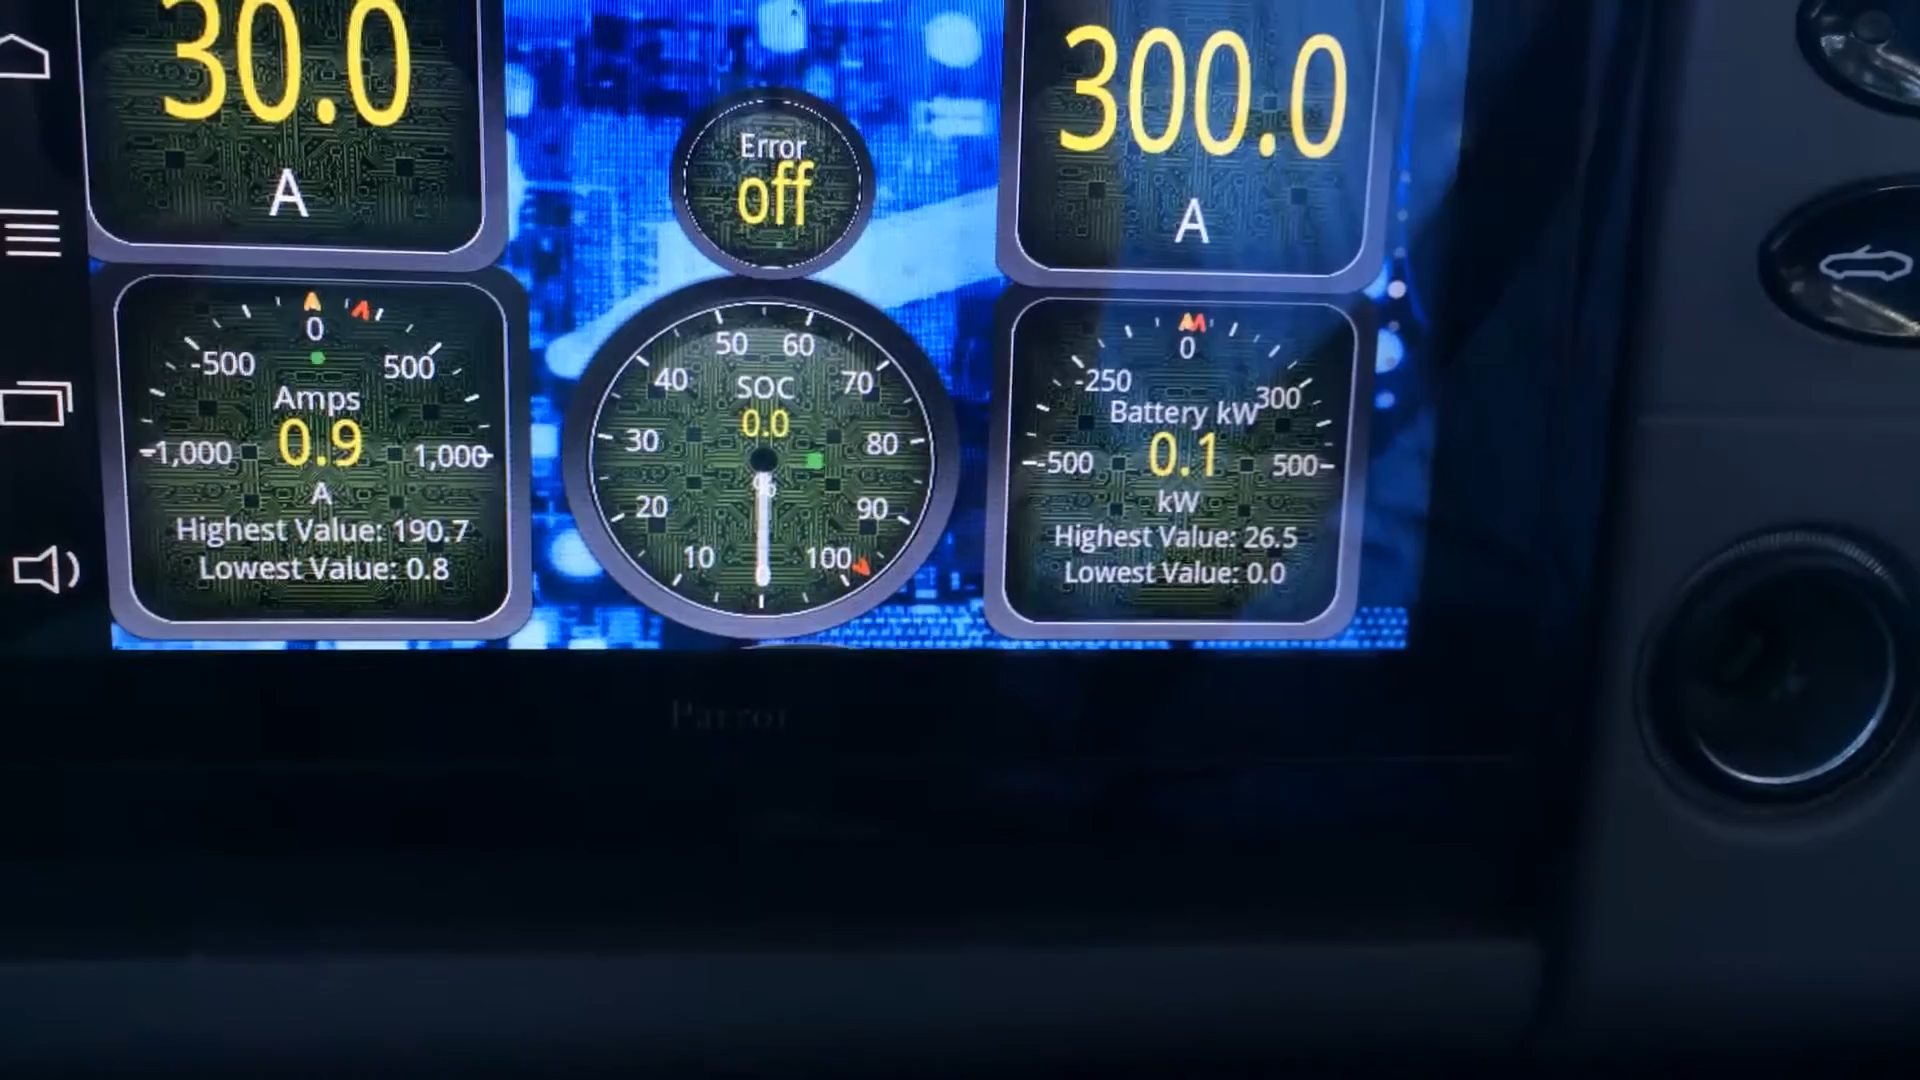 30.0
A
Error
off
300.0
A
0
-500 500
Amps
-1,000 0.9 1,000
A
Highest Value: 190.7
Lowest Value: 0.8
50 60
40 70
SOC
0.0
30 80
%
20 90
10 100
0
0
-250 300
Battery kW
-500 0.1 500
kW
Highest Value: 26.5
Lowest Value: 0.0
Parrot